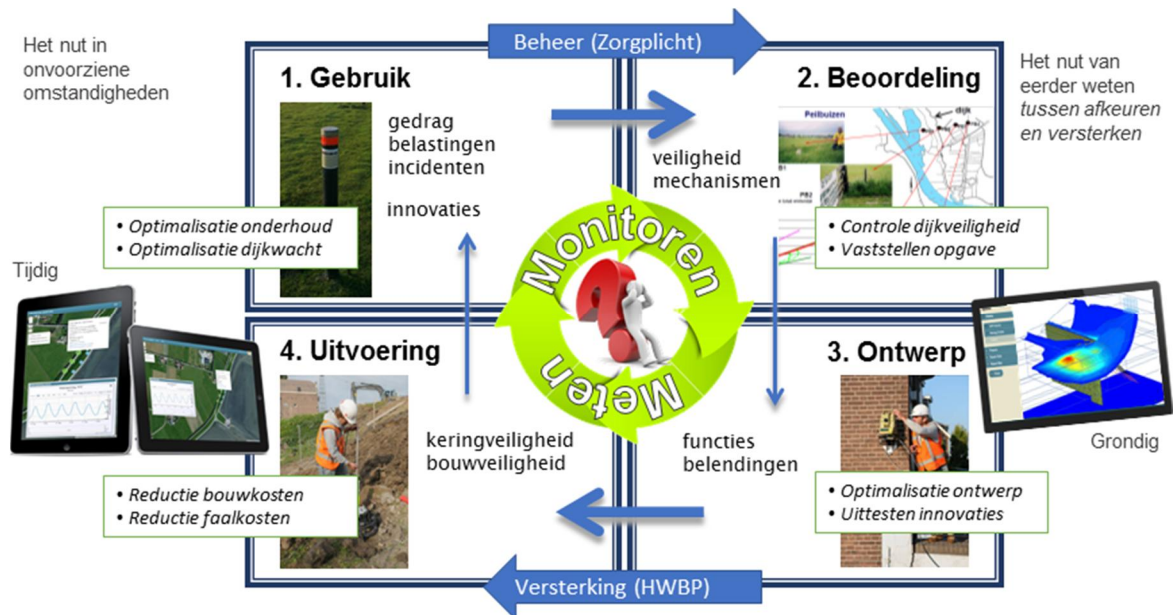 Het nut in
onvoorziene
omstandigheden
Beheer (Zorgplicht)
Het nut van
eerder weten
tussen afkeuren
en versterken
1. Gebruik
gedrag
belastingen
incidenten
innovaties
• Optimalisatie onderhoud
• Optimalisatie dijkwacht
2. Beoordeling
Peilbuizen
dijk
PB2
veiligheid
mechanismen
• Controle dijkveiligheid
• Vaststellen opgave
Monitoren
Meten
Tijdig
4. Uitvoering
keringveiligheid
bouwveiligheid
• Reductie bouwkosten
• Reductie faalkosten
3. Ontwerp
functies
belendingen
• Optimalisatie ontwerp
• Uittesten innovaties
Grondig
Versterking (HWBP)